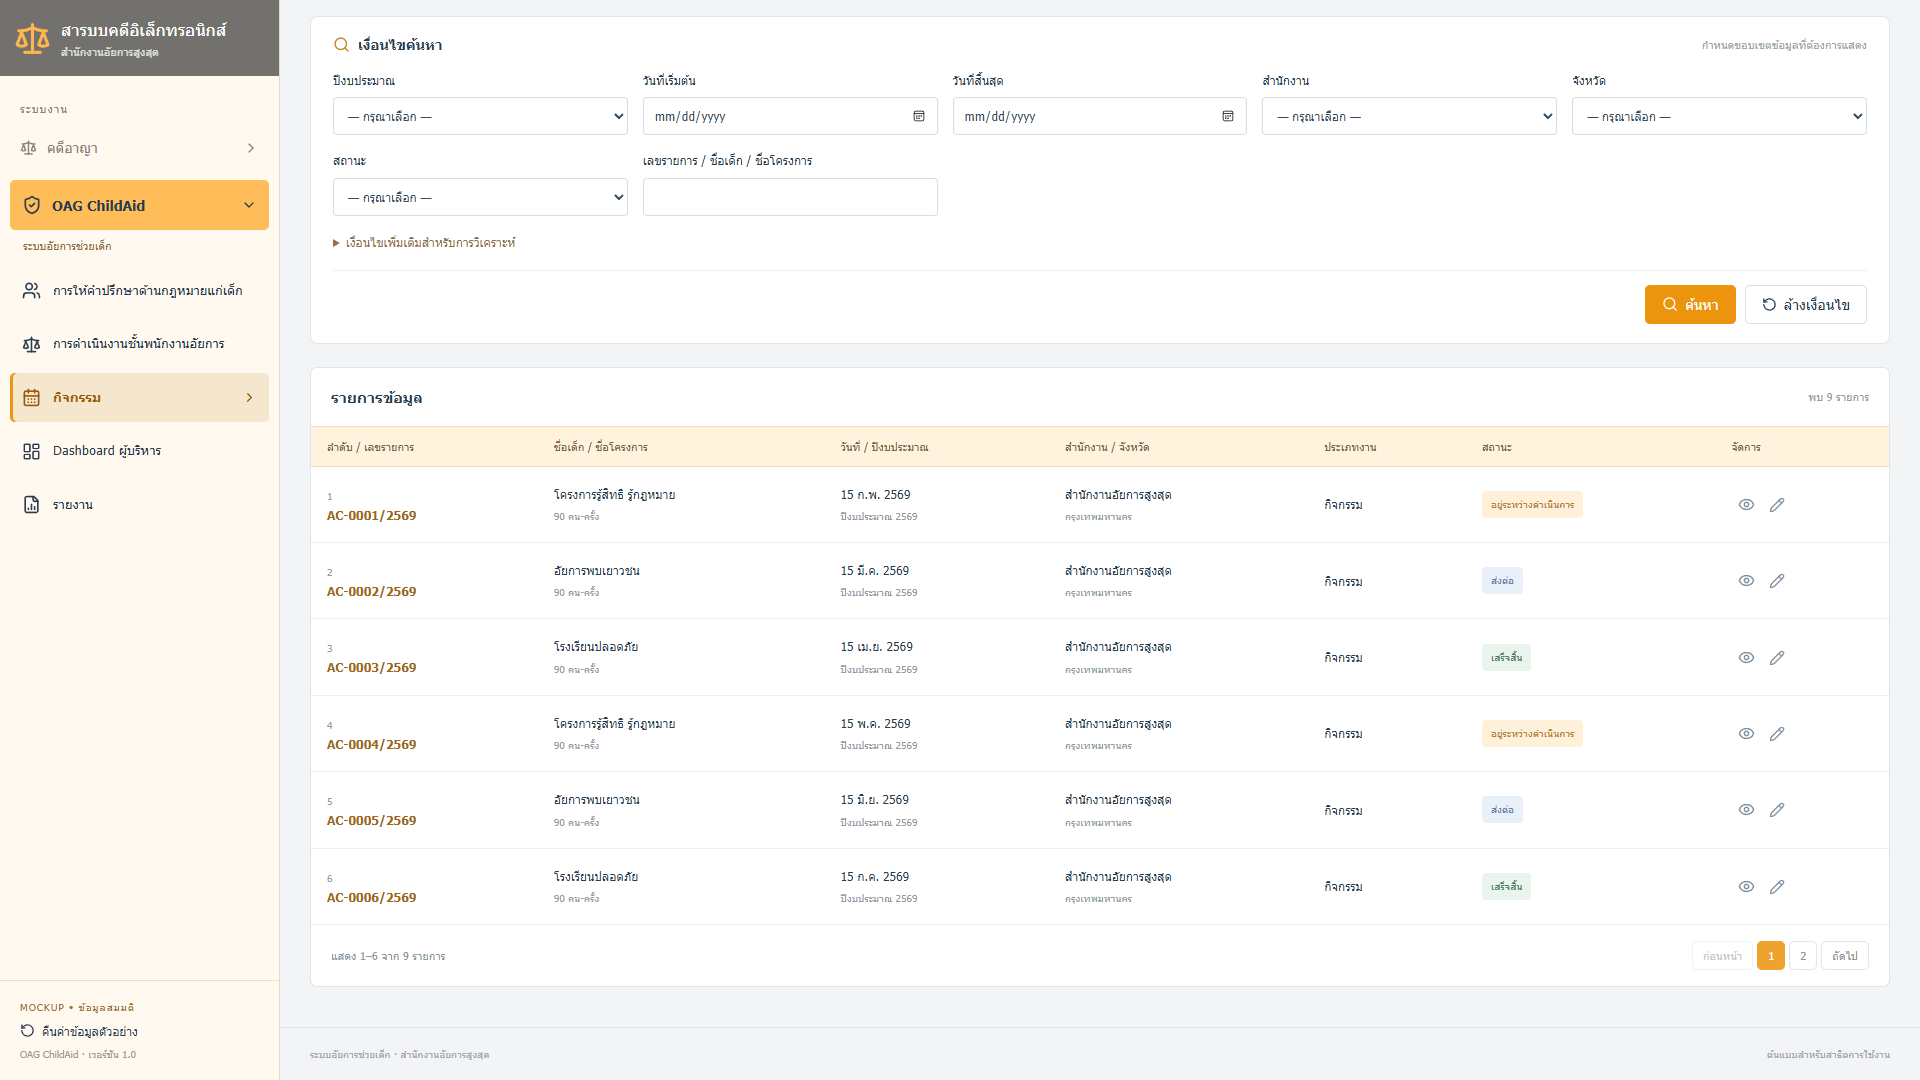 สารบบคดีอิเล็กทรอนิกส์
สำนักงานอัยการสูงสุด
ระบบงาน
คดีอาญา
OAG ChildAid
ระบบอัยการช่วยเด็ก
การให้คำปรึกษาด้านกฎหมายแก่เด็ก
การดำเนินงานชั้นพนักงานอัยการ
กิจกรรม
Dashboard ผู้บริหาร
รายงาน
MOCKUP • ข้อมูลสมมติ
คืนค่าข้อมูลตัวอย่าง
OAG ChildAid · เวอร์ชัน 1.0
เงื่อนไขค้นหา
กำหนดขอบเขตข้อมูลที่ต้องการแสดง
ปีงบประมาณ วันที่เริ่มต้น วันที่สิ้นสุด สำนักงาน จังหวัด
— กรุณาเลือก — mm/dd/yyyy mm/dd/yyyy — กรุณาเลือก — — กรุณาเลือก —
สถานะ เลขรายการ / ชื่อเด็ก / ชื่อโครงการ
— กรุณาเลือก —
เงื่อนไขเพิ่มเติมสำหรับการวิเคราะห์
ค้นหา ล้างเงื่อนไข
รายการข้อมูล
พบ 9 รายการ
ลำดับ / เลขรายการ ชื่อเด็ก / ชื่อโครงการ วันที่ / ปีงบประมาณ สำนักงาน / จังหวัด ประเภทงาน สถานะ จัดการ
1 โครงการรู้สิทธิ รู้กฎหมาย 15 ก.พ. 2569 สำนักงานอัยการสูงสุด กิจกรรม อยู่ระหว่างดำเนินการ
AC-0001/2569 90 คน-ครั้ง ปีงบประมาณ 2569 กรุงเทพมหานคร
2 อัยการพบเยาวชน 15 มี.ค. 2569 สำนักงานอัยการสูงสุด กิจกรรม ส่งต่อ
AC-0002/2569 90 คน-ครั้ง ปีงบประมาณ 2569 กรุงเทพมหานคร
3 โรงเรียนปลอดภัย 15 เม.ย. 2569 สำนักงานอัยการสูงสุด กิจกรรม เสร็จสิ้น
AC-0003/2569 90 คน-ครั้ง ปีงบประมาณ 2569 กรุงเทพมหานคร
4 โครงการรู้สิทธิ รู้กฎหมาย 15 พ.ค. 2569 สำนักงานอัยการสูงสุด กิจกรรม อยู่ระหว่างดำเนินการ
AC-0004/2569 90 คน-ครั้ง ปีงบประมาณ 2569 กรุงเทพมหานคร
5 อัยการพบเยาวชน 15 มิ.ย. 2569 สำนักงานอัยการสูงสุด กิจกรรม ส่งต่อ
AC-0005/2569 90 คน-ครั้ง ปีงบประมาณ 2569 กรุงเทพมหานคร
6 โรงเรียนปลอดภัย 15 ก.ค. 2569 สำนักงานอัยการสูงสุด กิจกรรม เสร็จสิ้น
AC-0006/2569 90 คน-ครั้ง ปีงบประมาณ 2569 กรุงเทพมหานคร
แสดง 1–6 จาก 9 รายการ
ก่อนหน้า 1 2 ถัดไป
ระบบอัยการช่วยเด็ก · สำนักงานอัยการสูงสุด
ต้นแบบสำหรับสาธิตการใช้งาน